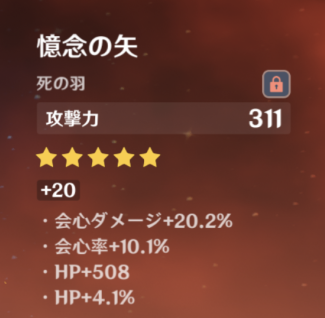 憶念の矢
死の羽
攻撃力 311
+20
・会心ダメージ+20.2%
・会心率+10.1%
・HP+508
・HP+4.1%